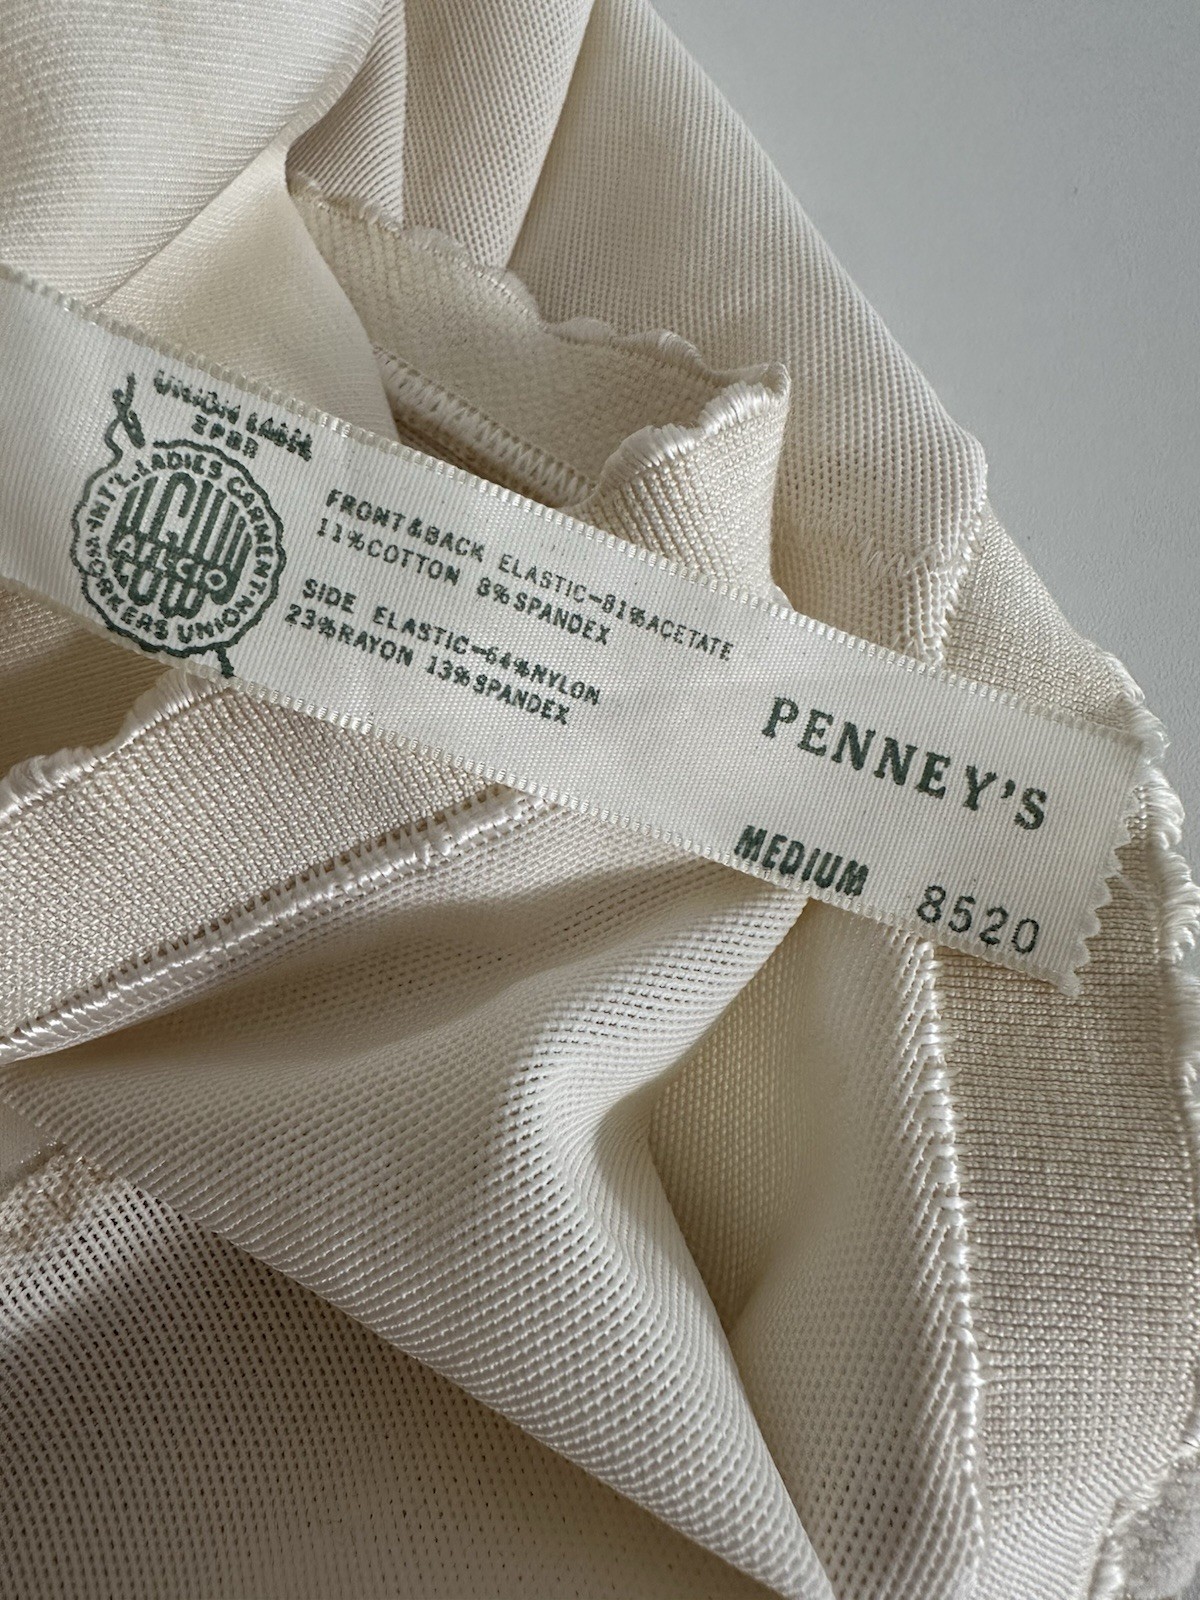 UNION LABEL
INT'L. LADIES GARMENT WORKERS UNION
ILGWU
AFL CIO
FRONT & BACK ELASTIC-81% ACETATE
11% COTTON 8% SPANDEX
SIDE ELASTIC-64% NYLON
23% RAYON 13% SPANDEX
PENNEY'S
MEDIUM 8520